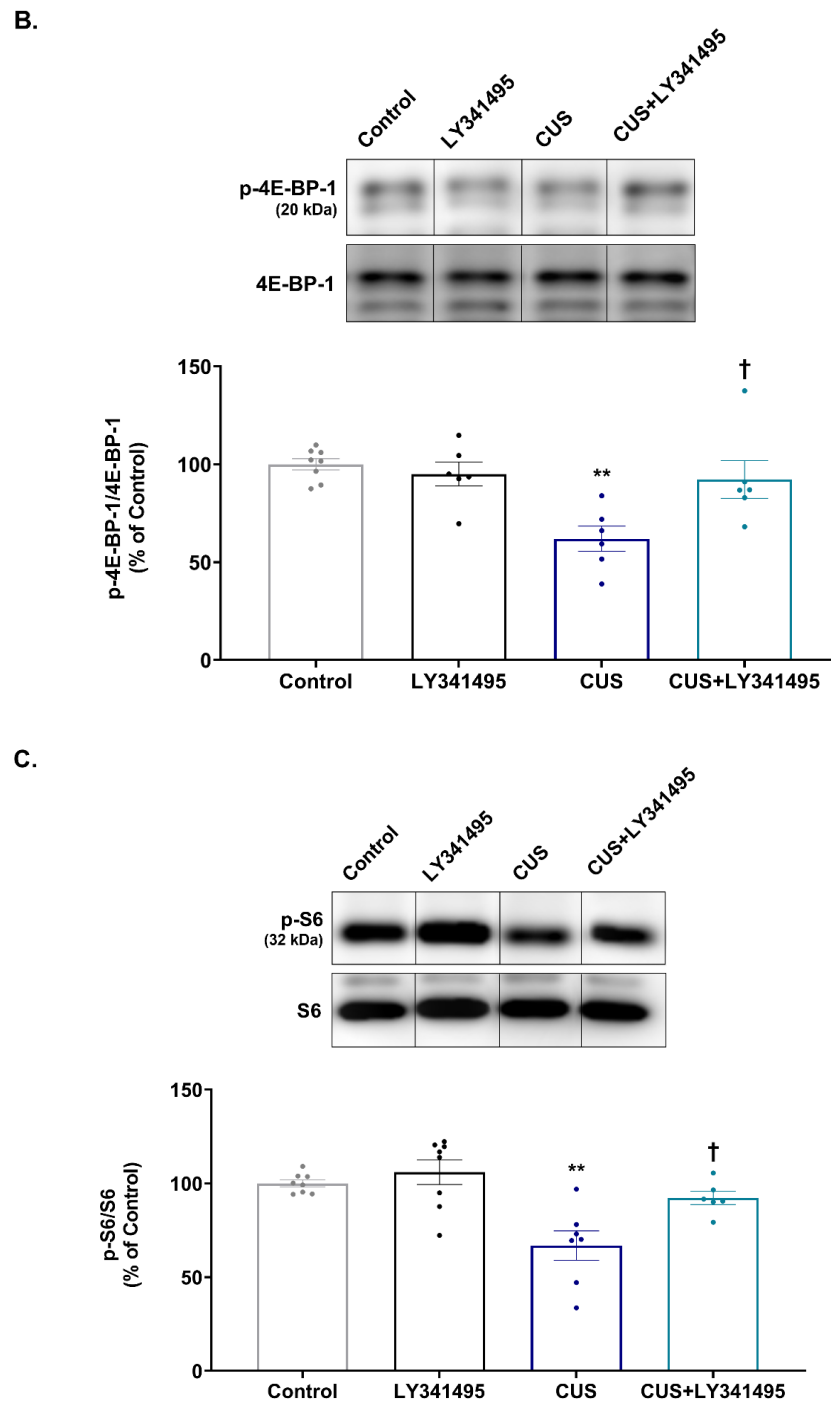 B.
Control
LY341495
CUS
CUS+LY341495
p-4E-BP-1
(20 kDa)
4E-BP-1
p-4E-BP-1/4E-BP-1
(% of Control)
150
100
50
0
**
†
Control
LY341495
CUS
CUS+LY341495
C.
Control
LY341495
CUS
CUS+LY341495
p-S6
(32 kDa)
S6
p-S6/S6
(% of Control)
150
100
50
0
**
†
Control
LY341495
CUS
CUS+LY341495